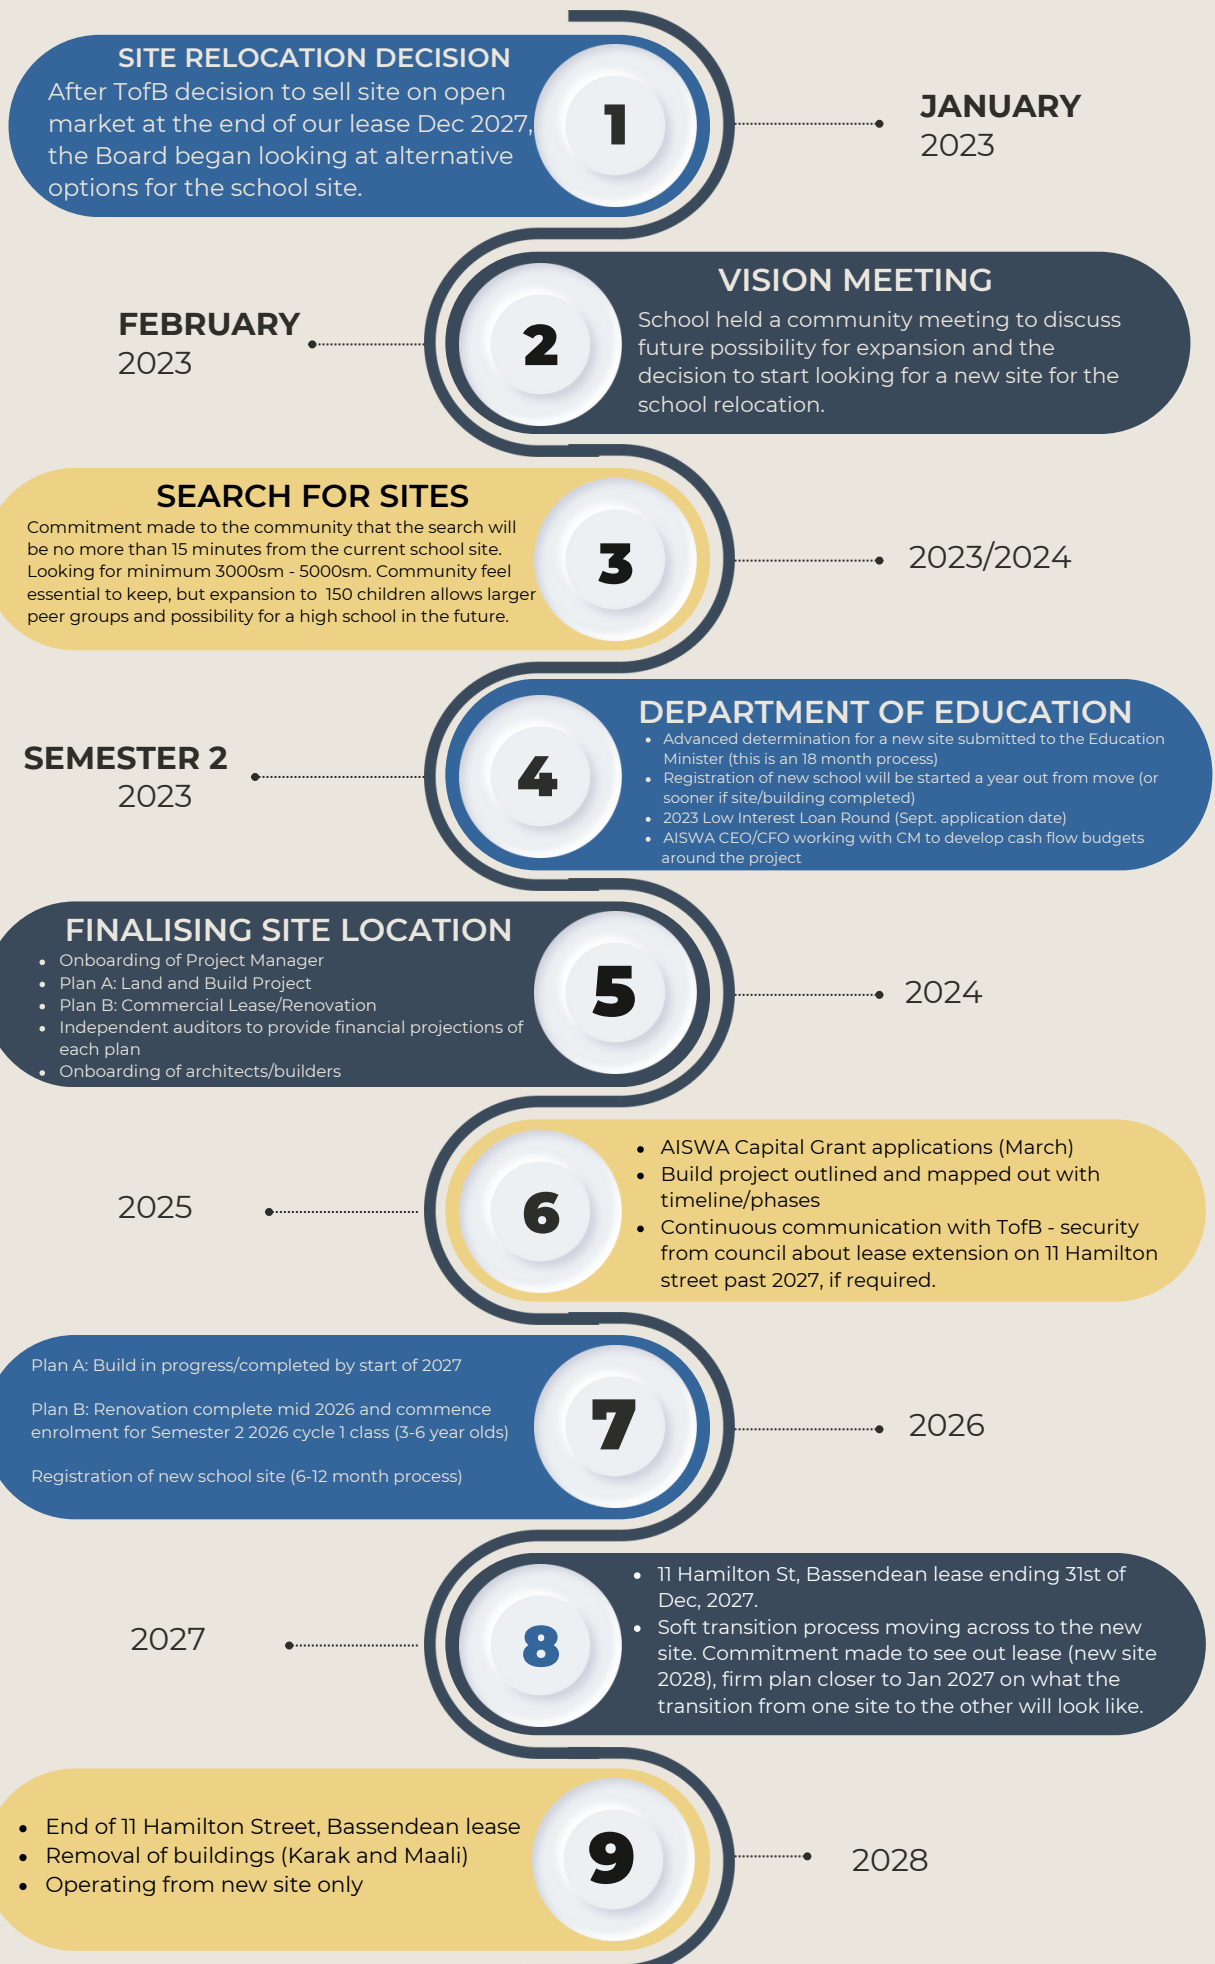 SITE RELOCATION DECISION
After TofB decision to sell site on open
market at the end of our lease Dec 2027,
the Board began looking at alternative
options for the school site.
1
JANUARY
2023
FEBRUARY
2023
2
VISION MEETING
School held a community meeting to discuss
future possibility for expansion and the
decision to start looking for a new site for the
school relocation.
SEARCH FOR SITES
Commitment made to the community that the search will
be no more than 15 minutes from the current school site.
Looking for minimum 3000sm - 5000sm. Community feel
essential to keep, but expansion to 150 children allows larger
peer groups and possibility for a high school in the future.
3
2023/2024
SEMESTER 2
2023
4
DEPARTMENT OF EDUCATION
• Advanced determination for a new site submitted to the Education
Minister (this is an 18 month process)
• Registration of new school will be started a year out from move (or
sooner if site/building completed)
• 2023 Low Interest Loan Round (Sept. application date)
• AISWA CEO/CFO working with CM to develop cash flow budgets
around the project
FINALISING SITE LOCATION
• Onboarding of Project Manager
• Plan A: Land and Build Project
• Plan B: Commercial Lease/Renovation
• Independent auditors to provide financial projections of
each plan
• Onboarding of architects/builders
5
2024
2025
6
• AISWA Capital Grant applications (March)
• Build project outlined and mapped out with
timeline/phases
• Continuous communication with TofB - security
from council about lease extension on 11 Hamilton
street past 2027, if required.
Plan A: Build in progress/completed by start of 2027
Plan B: Renovation complete mid 2026 and commence
enrolment for Semester 2 2026 cycle 1 class (3-6 year olds)
Registration of new school site (6-12 month process)
7
2026
2027
8
• 11 Hamilton St, Bassendean lease ending 31st of
Dec, 2027.
• Soft transition process moving across to the new
site. Commitment made to see out lease (new site
2028), firm plan closer to Jan 2027 on what the
transition from one site to the other will look like.
• End of 11 Hamilton Street, Bassendean lease
• Removal of buildings (Karak and Maali)
• Operating from new site only
9
2028